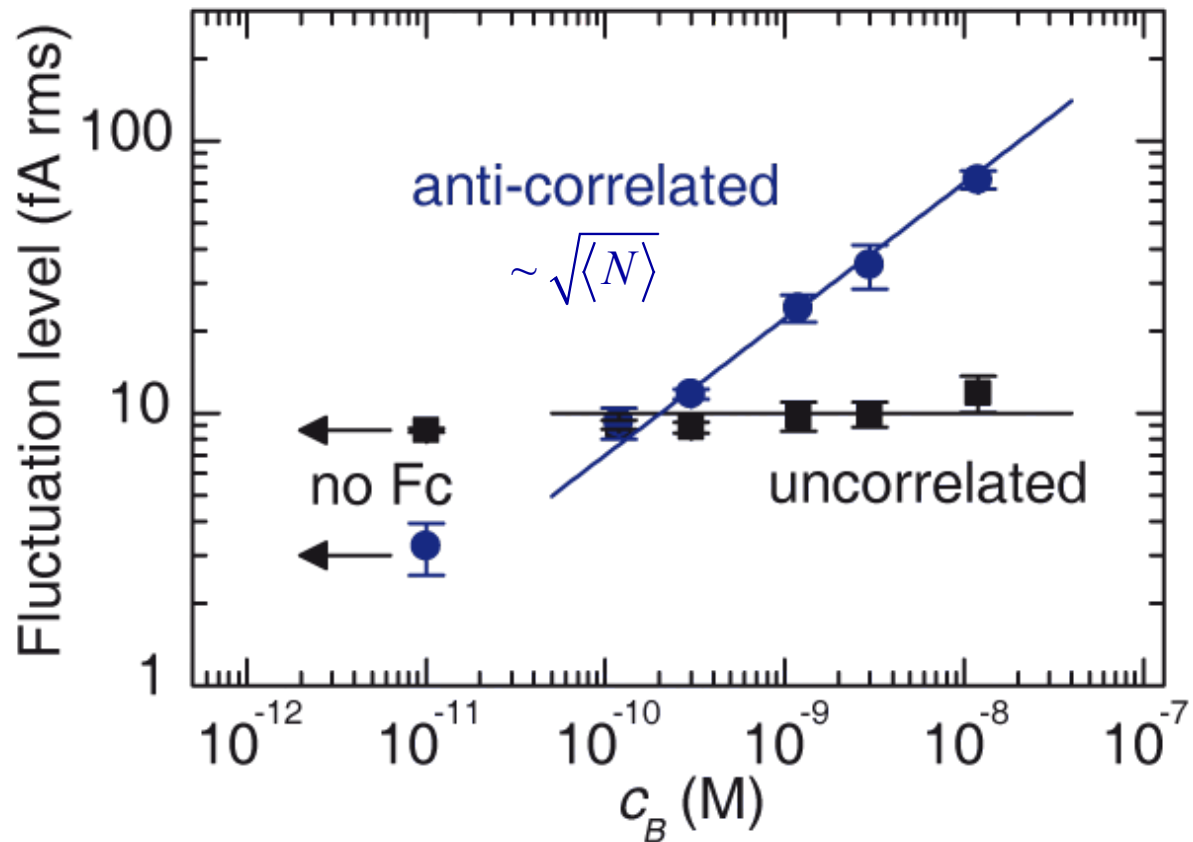 Fluctuation level (fA rms)
100
10
1
anti-correlated
~ √⟨N⟩
no Fc
uncorrelated
10⁻¹² 10⁻¹¹ 10⁻¹⁰ 10⁻⁹ 10⁻⁸ 10⁻⁷
c_B (M)